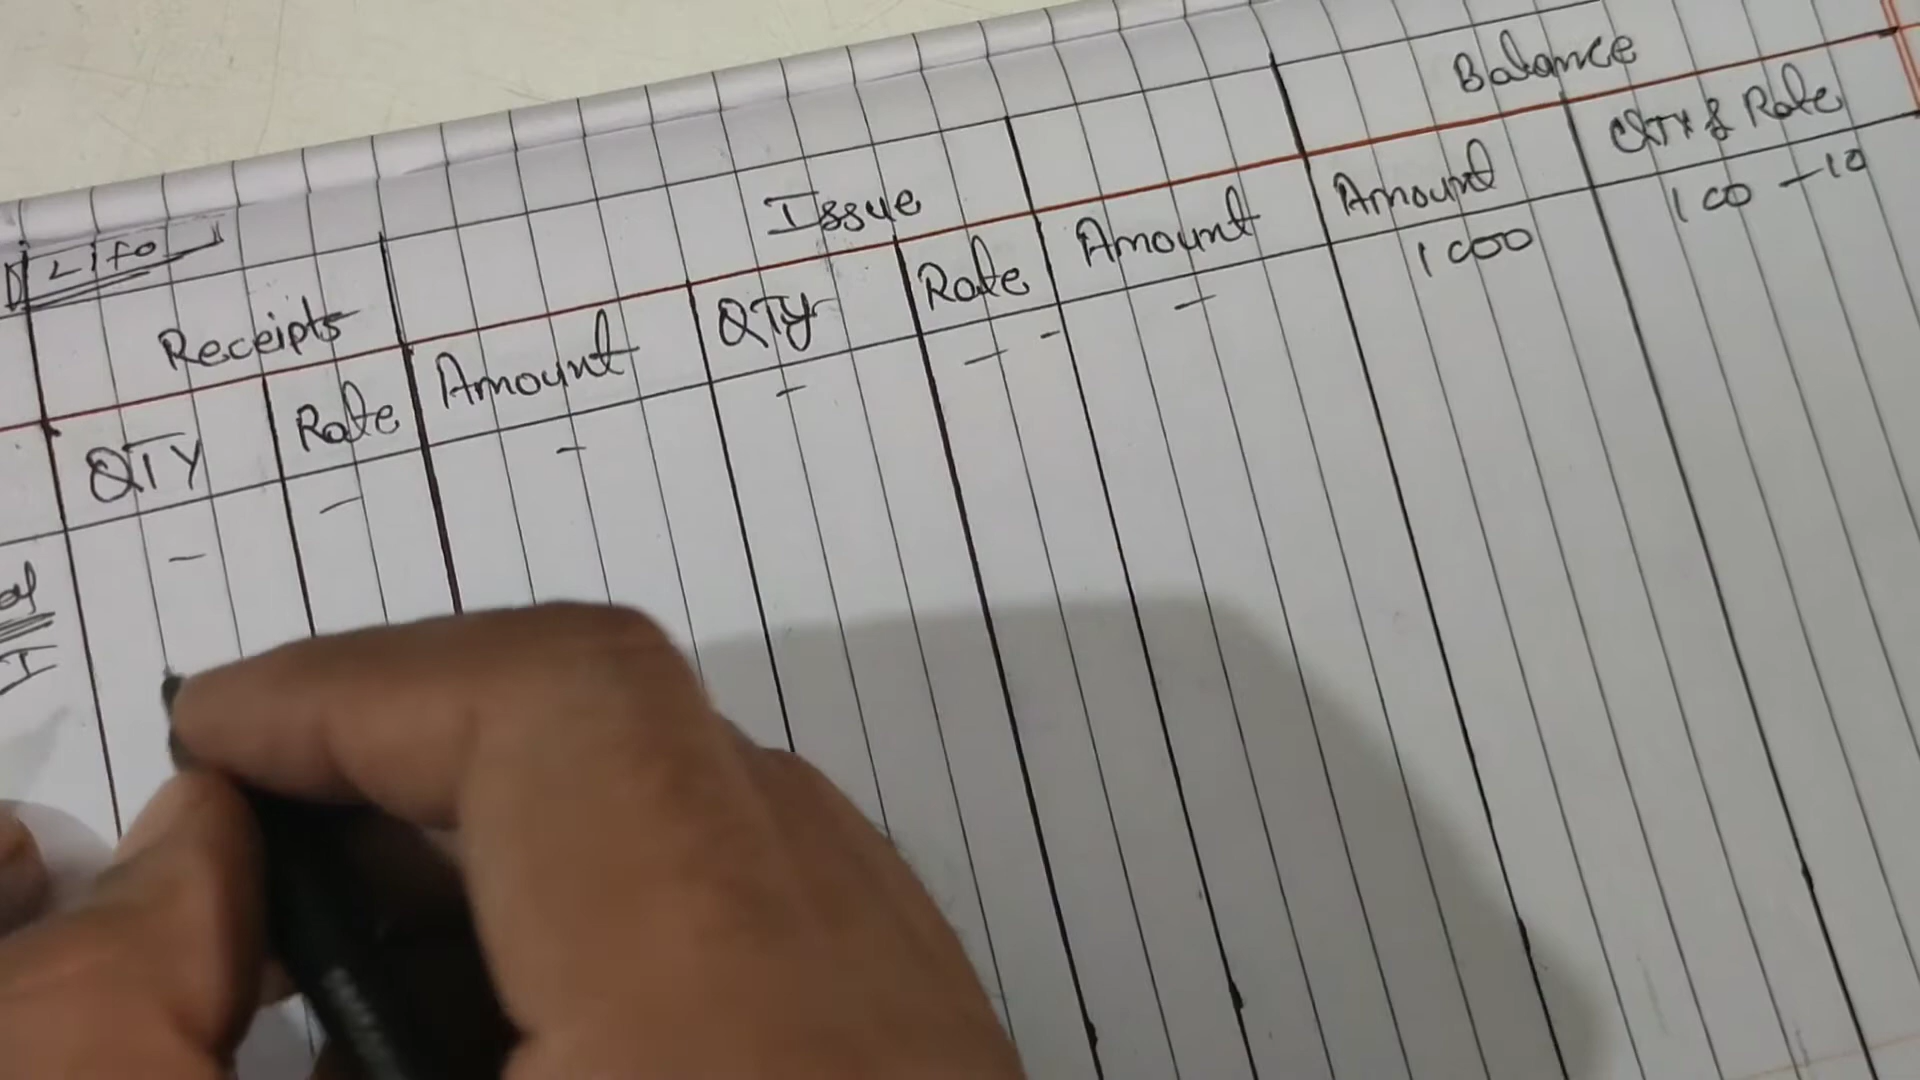 Lifo
Receipts Issue Balance
QTY Rate Amount QTY Rate Amount Amount QTY & Rate
- - - - - - - 1000 100 - 10
I